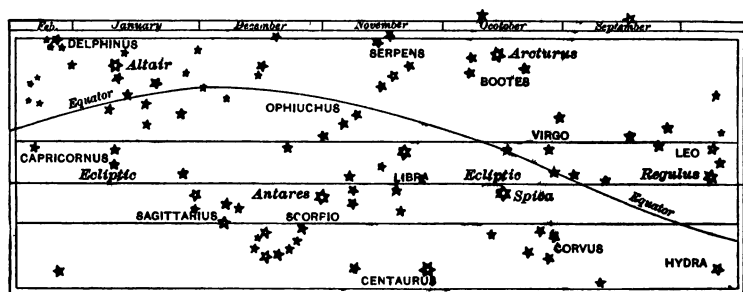 Feb. January December November Ocotober September
DELPHINUS SERPENS Arcturus
Altair BOOTES
Equator OPHIUCHUS
VIRGO
CAPRICORNUS LEO
Ecliptic LIBRA Ecliptic Regulus
Antares Spica Equator
SAGITTARIUS SCORPIO
CORVUS
CENTAURUS HYDRA